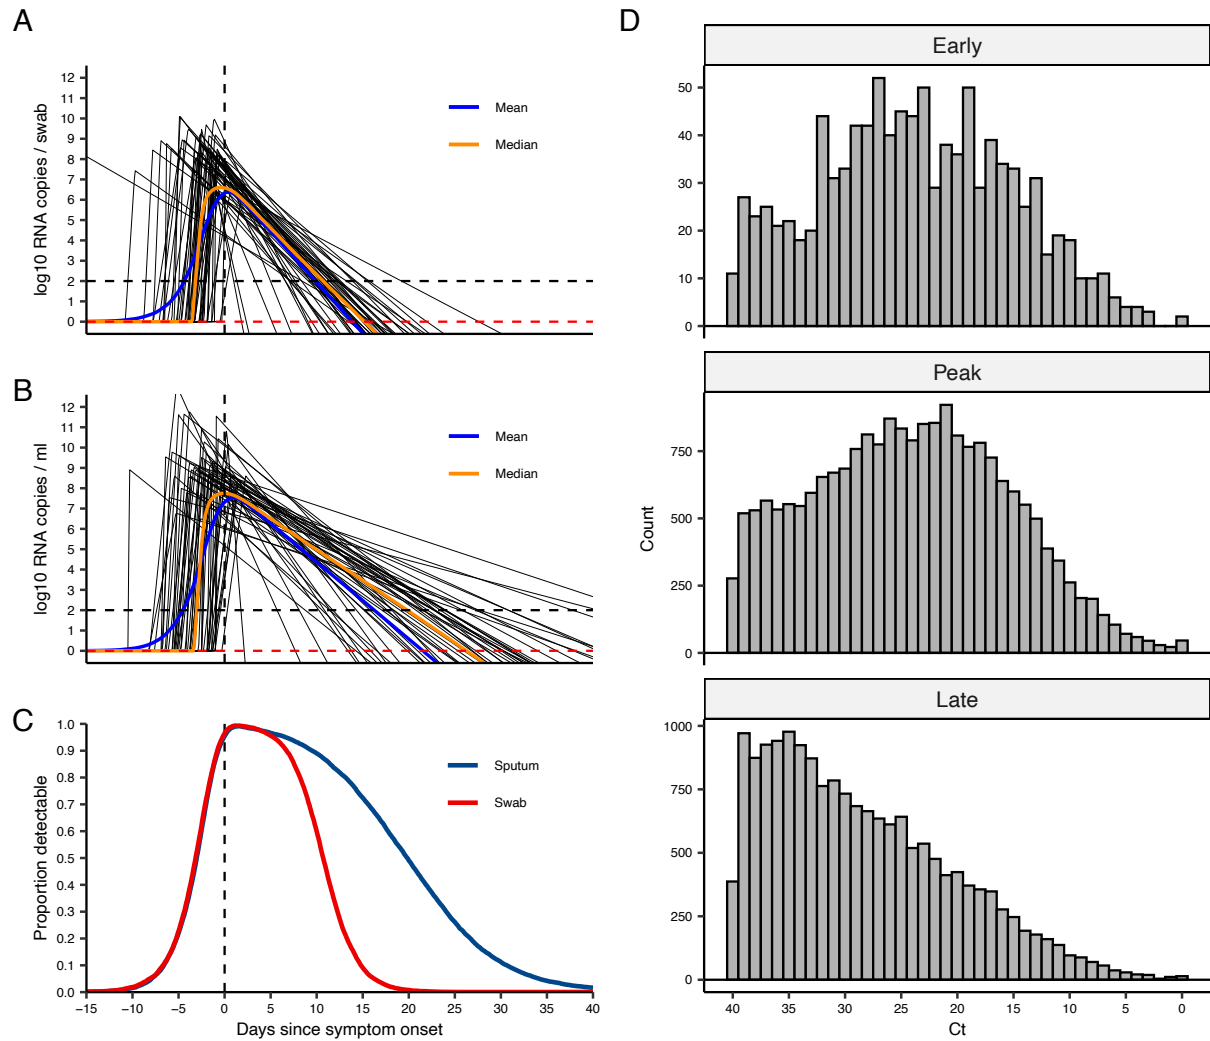 A
log10 RNA copies / swab
12
11
10
9
8
7
6
5
4
3
2
1
0
Mean
Median
B
log10 RNA copies / ml
12
11
10
9
8
7
6
5
4
3
2
1
0
Mean
Median
C
Proportion detectable
1.0
0.9
0.8
0.7
0.6
0.5
0.4
0.3
0.2
0.1
0.0
Sputum
Swab
−15 −10 −5 0 5 10 15 20 25 30 35 40
Days since symptom onset
D
Early
50
40
30
20
10
0
Peak
Count
750
500
250
0
Late
1000
750
500
250
0
40 35 30 25 20 15 10 5 0
Ct